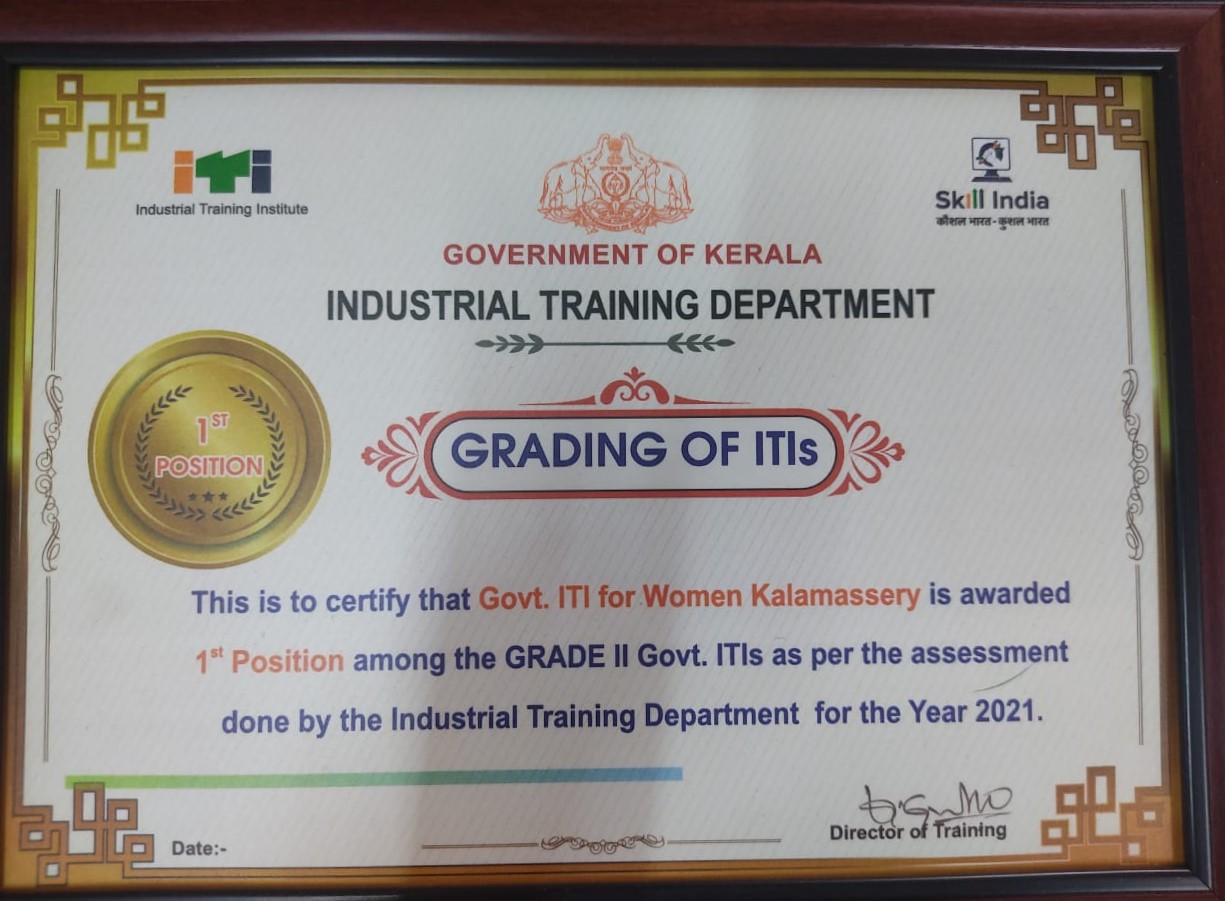 iTi
Industrial Training Institute
Skill India
कौशल भारत - कुशल भारत
GOVERNMENT OF KERALA
INDUSTRIAL TRAINING DEPARTMENT
1ST
POSITION
GRADING OF ITIs
This is to certify that Govt. ITI for Women Kalamassery is awarded
1st Position among the GRADE II Govt. ITIs as per the assessment
done by the Industrial Training Department for the Year 2021.
Director of Training
Date:-